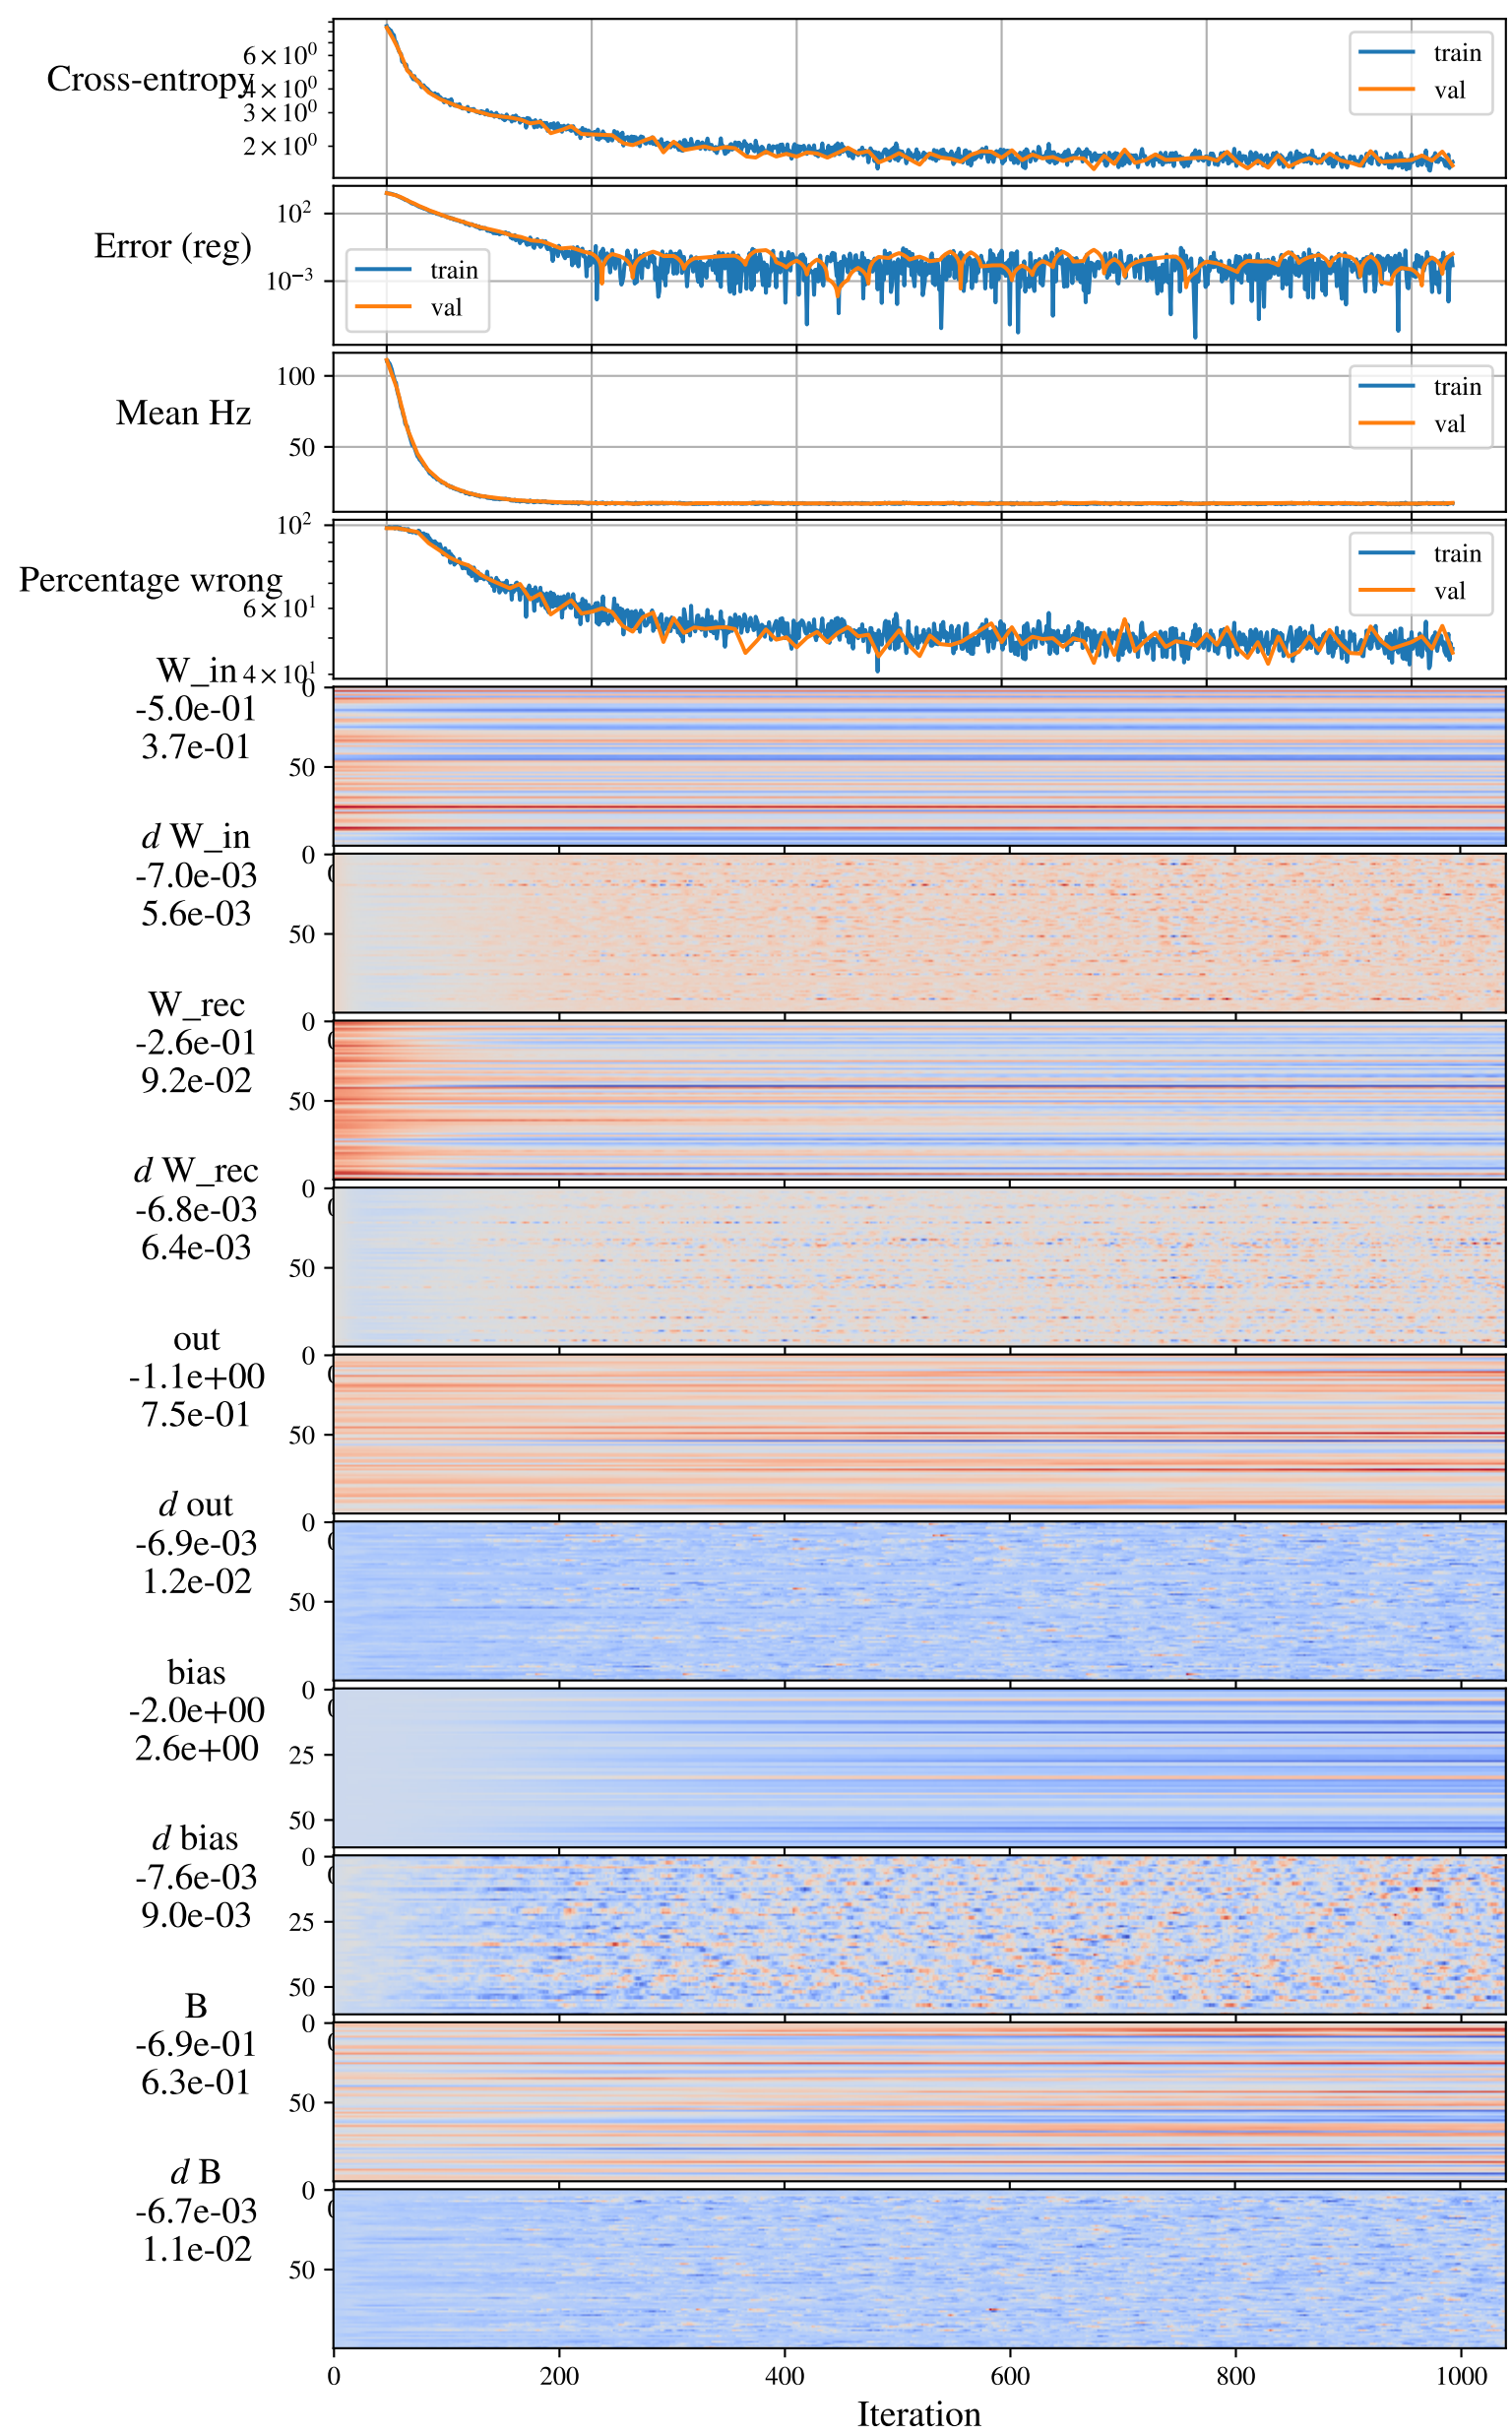 Cross-entropy
6×10⁰
4×10⁰
3×10⁰
2×10⁰
train
val
Error (reg)
10²
10⁻³
train
val
Mean Hz
100
50
train
val
Percentage wrong
10²
6×10¹
4×10¹
train
val
W_in
-5.0e-01
3.7e-01
0
50
d W_in
-7.0e-03
5.6e-03
0
50
W_rec
-2.6e-01
9.2e-02
0
50
d W_rec
-6.8e-03
6.4e-03
0
50
out
-1.1e+00
7.5e-01
0
50
d out
-6.9e-03
1.2e-02
0
50
bias
-2.0e+00
2.6e+00
0
25
50
d bias
-7.6e-03
9.0e-03
0
25
50
B
-6.9e-01
6.3e-01
0
50
d B
-6.7e-03
1.1e-02
0
50
0 200 400 600 800 1000
Iteration